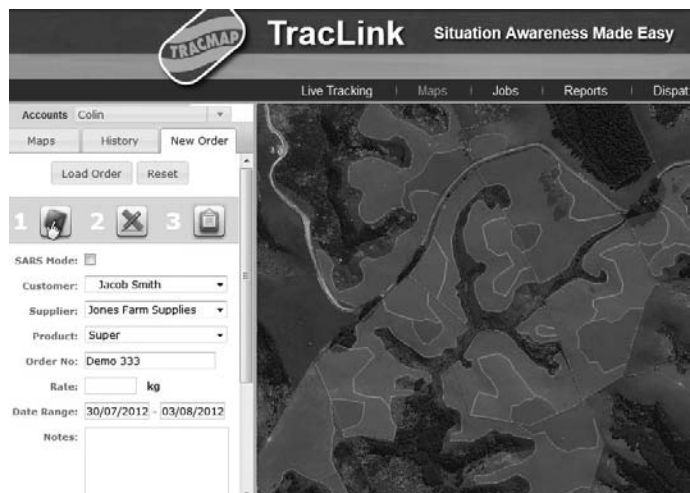 TRACMAP
TracLink Situation Awareness Made Easy
Live Tracking | Maps | Jobs | Reports | Dispat
Accounts Colin
Maps History New Order
Load Order Reset
1 2 3
SARS Mode:
Customer: Jacob Smith
Supplier: Jones Farm Supplies
Product: Super
Order No: Demo 333
Rate: kg
Date Range: 30/07/2012 - 03/08/2012
Notes: